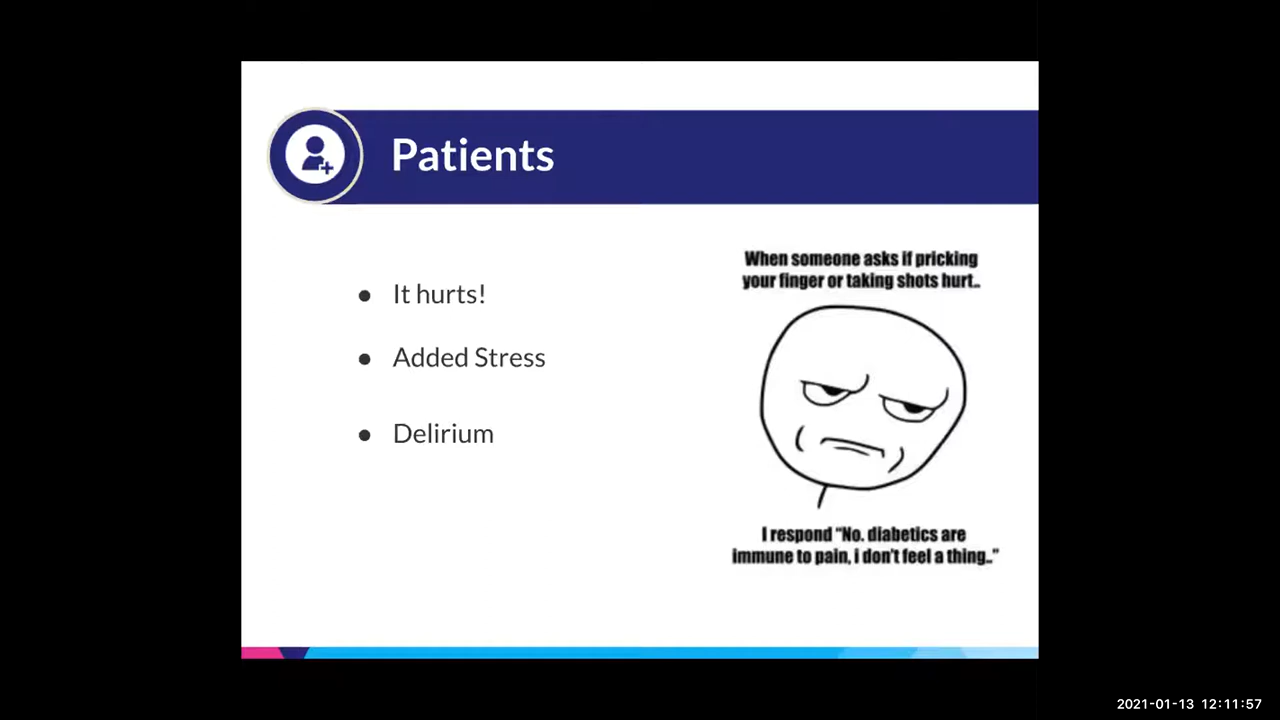 Patients
It hurts!
Added Stress
Delirium
When someone asks if pricking
your finger or taking shots hurt..
I respond “No. diabetics are
immune to pain, i don't feel a thing..”
2021-01-13 12:11:57